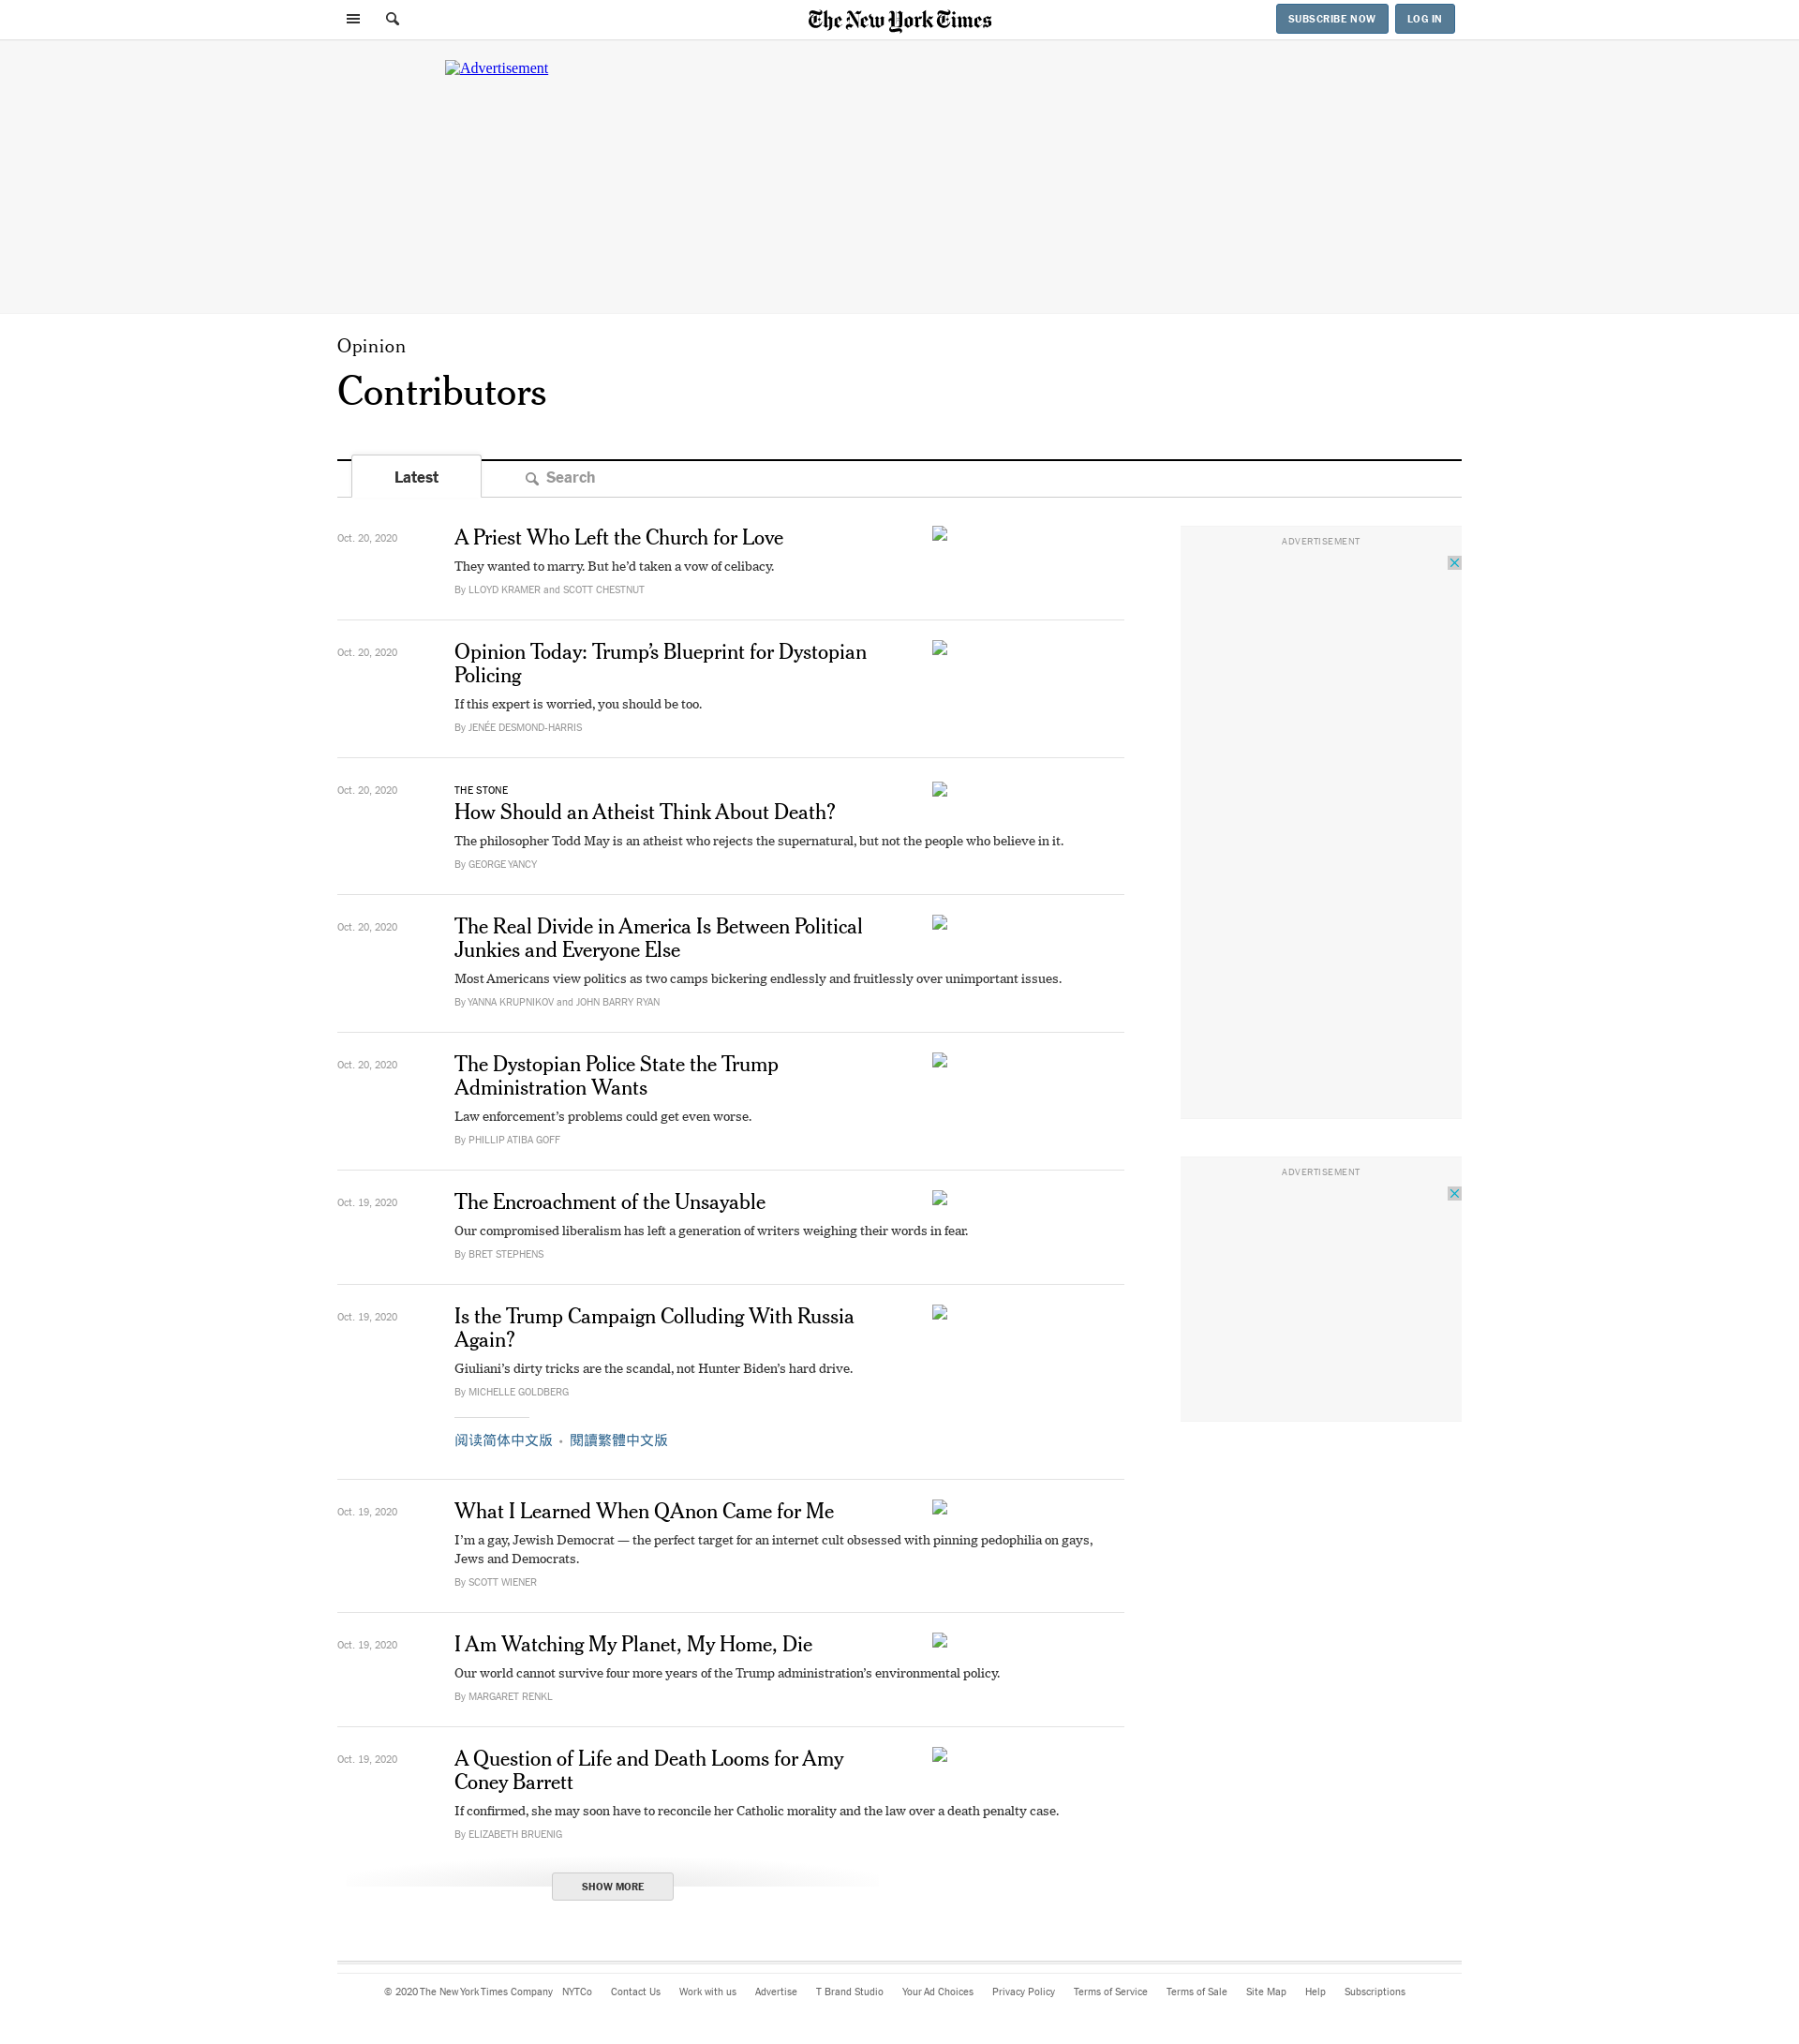 The New York Times
SUBSCRIBE NOW
LOG IN
Advertisement
Opinion
Contributors
Latest
Search
Oct. 20, 2020
A Priest Who Left the Church for Love
They wanted to marry. But he’d taken a vow of celibacy.
By LLOYD KRAMER and SCOTT CHESTNUT
Oct. 20, 2020
Opinion Today: Trump’s Blueprint for Dystopian
Policing
If this expert is worried, you should be too.
By JENÉE DESMOND-HARRIS
Oct. 20, 2020
THE STONE
How Should an Atheist Think About Death?
The philosopher Todd May is an atheist who rejects the supernatural, but not the people who believe in it.
By GEORGE YANCY
Oct. 20, 2020
The Real Divide in America Is Between Political
Junkies and Everyone Else
Most Americans view politics as two camps bickering endlessly and fruitlessly over unimportant issues.
By YANNA KRUPNIKOV and JOHN BARRY RYAN
Oct. 20, 2020
The Dystopian Police State the Trump
Administration Wants
Law enforcement’s problems could get even worse.
By PHILLIP ATIBA GOFF
Oct. 19, 2020
The Encroachment of the Unsayable
Our compromised liberalism has left a generation of writers weighing their words in fear.
By BRET STEPHENS
Oct. 19, 2020
Is the Trump Campaign Colluding With Russia
Again?
Giuliani’s dirty tricks are the scandal, not Hunter Biden’s hard drive.
By MICHELLE GOLDBERG
阅读简体中文版 • 閱讀繁體中文版
Oct. 19, 2020
What I Learned When QAnon Came for Me
I’m a gay, Jewish Democrat — the perfect target for an internet cult obsessed with pinning pedophilia on gays,
Jews and Democrats.
By SCOTT WIENER
Oct. 19, 2020
I Am Watching My Planet, My Home, Die
Our world cannot survive four more years of the Trump administration’s environmental policy.
By MARGARET RENKL
Oct. 19, 2020
A Question of Life and Death Looms for Amy
Coney Barrett
If confirmed, she may soon have to reconcile her Catholic morality and the law over a death penalty case.
By ELIZABETH BRUENIG
SHOW MORE
ADVERTISEMENT
ADVERTISEMENT
© 2020 The New York Times Company NYTCo Contact Us Work with us Advertise T Brand Studio Your Ad Choices Privacy Policy Terms of Service Terms of Sale Site Map Help Subscriptions